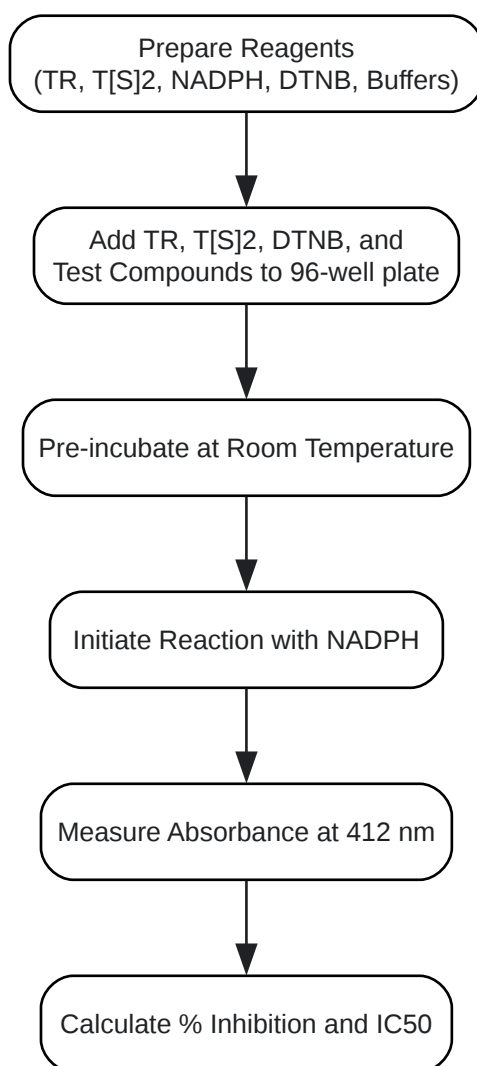 Prepare Reagents
(TR, T[S]2, NADPH, DTNB, Buffers)
Add TR, T[S]2, DTNB, and
Test Compounds to 96-well plate
Pre-incubate at Room Temperature
Initiate Reaction with NADPH
Measure Absorbance at 412 nm
Calculate % Inhibition and IC50